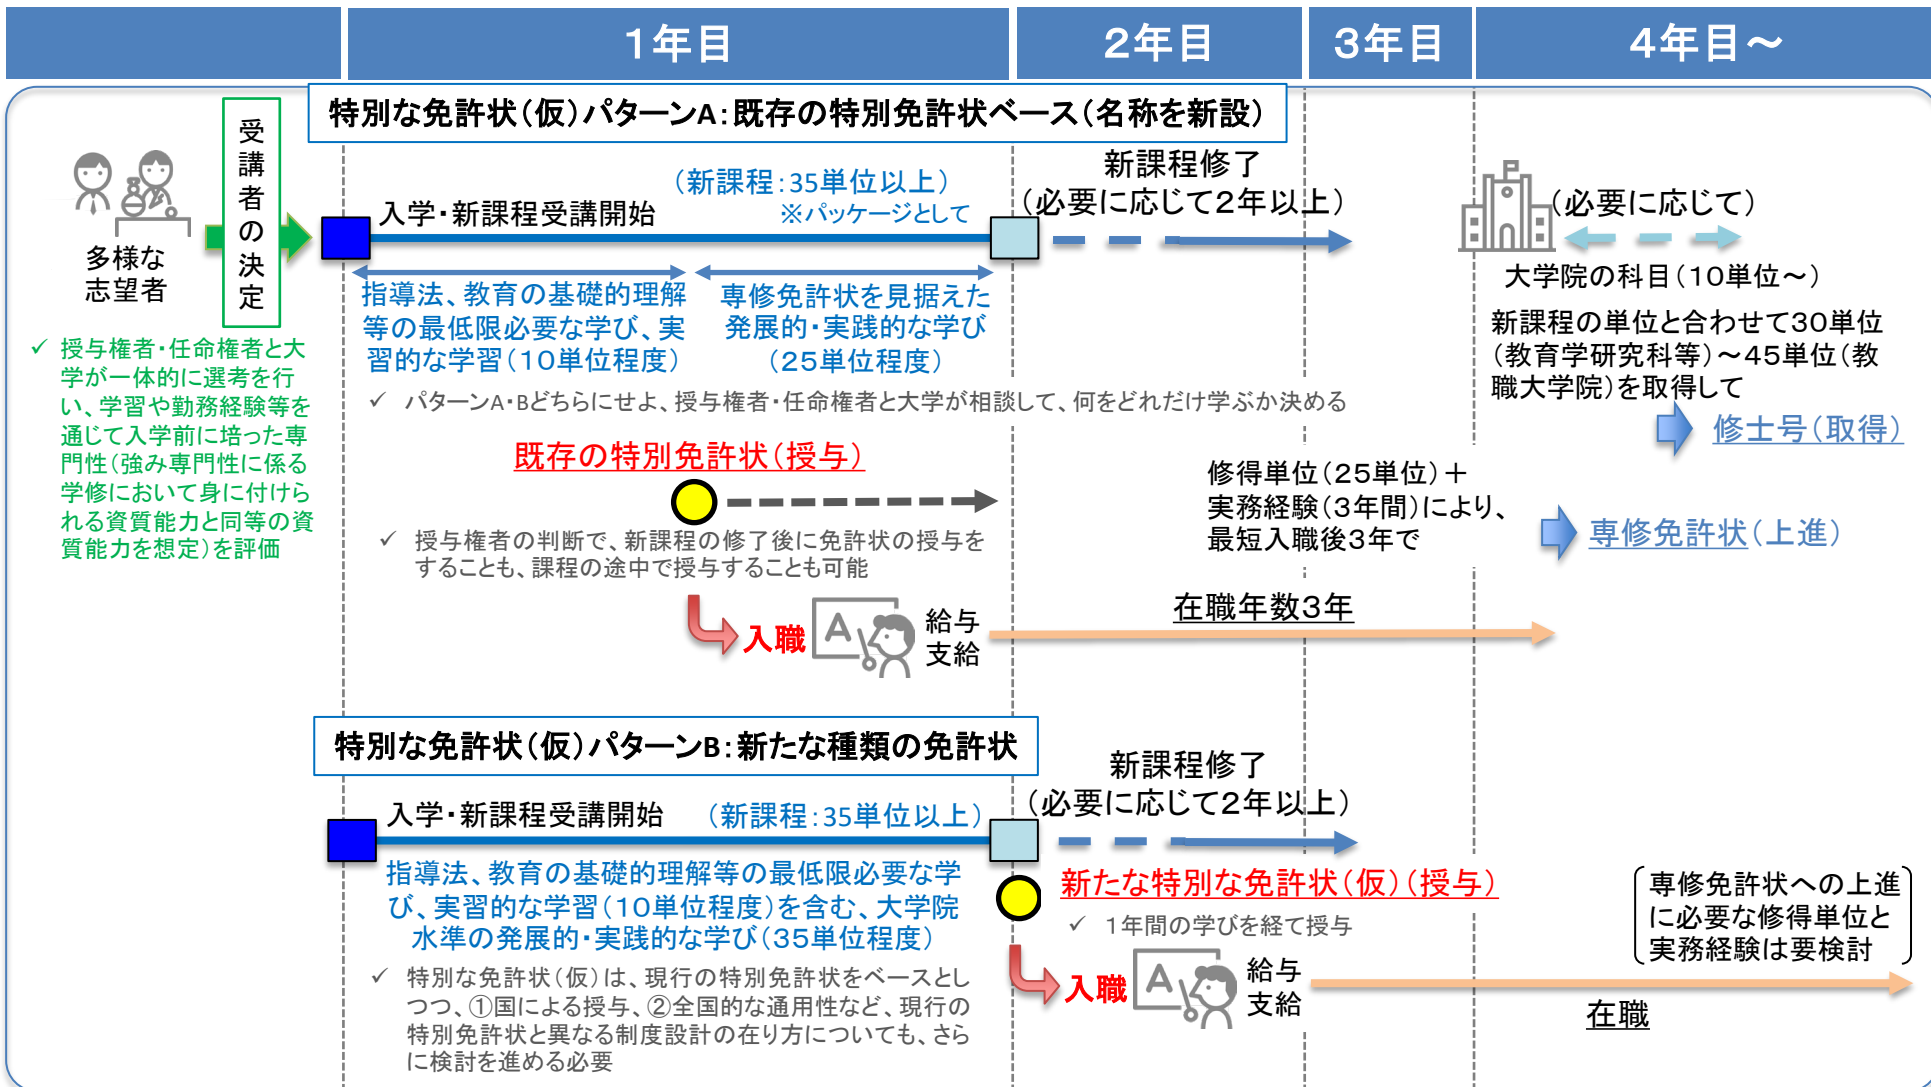 1年目
2年目
3年目
4年目～
特別な免許状（仮）パターンA：既存の特別免許状ベース（名称を新設）
多様な
志望者
受講者の決定
✓ 授与権者・任命権者と大
学が一体的に選考を行
い、学習や勤務経験等を
通じて入学前に培った専
門性（強み専門性に係る
学修において身に付けら
れる資質能力と同等の資
質能力を想定）を評価
入学・新課程受講開始
（新課程：35単位以上）
※パッケージとして
新課程修了
（必要に応じて2年以上）
指導法、教育の基礎的理解
等の最低限必要な学び、実
習的な学習（10単位程度）
専修免許状を見据えた
発展的・実践的な学び
（25単位程度）
✓ パターンA・Bどちらにせよ、授与権者・任命権者と大学が相談して、何をどれだけ学ぶか決める
（必要に応じて）
大学院の科目（10単位～）
新課程の単位と合わせて30単位
（教育学研究科等）～45単位（教
職大学院）を取得して
修士号（取得）
既存の特別免許状（授与）
✓ 授与権者の判断で、新課程の修了後に免許状の授与を
することも、課程の途中で授与することも可能
修得単位（25単位）＋
実務経験（3年間）により、
最短入職後3年で
専修免許状（上進）
入職
A
給与
支給
在職年数3年
特別な免許状（仮）パターンB：新たな種類の免許状
入学・新課程受講開始
（新課程：35単位以上）
新課程修了
（必要に応じて2年以上）
指導法、教育の基礎的理解等の最低限必要な学
び、実習的な学習（10単位程度）を含む、大学院
水準の発展的・実践的な学び（35単位程度）
✓ 特別な免許状（仮）は、現行の特別免許状をベースとし
つつ、①国による授与、②全国的な通用性など、現行の
特別免許状と異なる制度設計の在り方についても、さら
に検討を進める必要
新たな特別な免許状（仮）（授与）
✓ 1年間の学びを経て授与
入職
A
給与
支給
専修免許状への上進
に必要な修得単位と
実務経験は要検討
在職